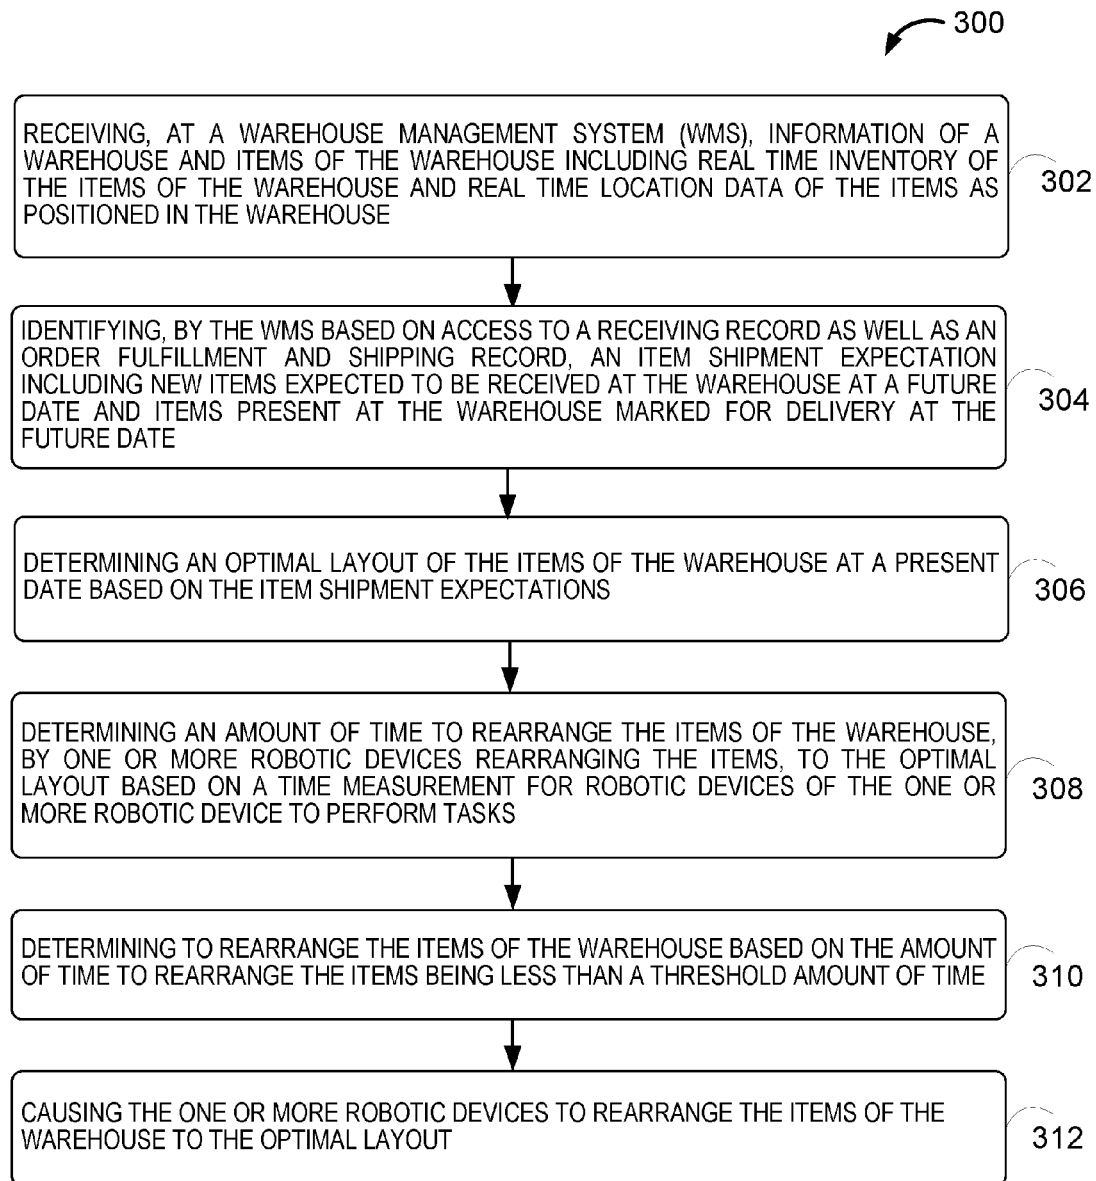 300
RECEIVING, AT A WAREHOUSE MANAGEMENT SYSTEM (WMS), INFORMATION OF A
WAREHOUSE AND ITEMS OF THE WAREHOUSE INCLUDING REAL TIME INVENTORY OF
THE ITEMS OF THE WAREHOUSE AND REAL TIME LOCATION DATA OF THE ITEMS AS
POSITIONED IN THE WAREHOUSE
302
IDENTIFYING, BY THE WMS BASED ON ACCESS TO A RECEIVING RECORD AS WELL AS AN
ORDER FULFILLMENT AND SHIPPING RECORD, AN ITEM SHIPMENT EXPECTATION
INCLUDING NEW ITEMS EXPECTED TO BE RECEIVED AT THE WAREHOUSE AT A FUTURE
DATE AND ITEMS PRESENT AT THE WAREHOUSE MARKED FOR DELIVERY AT THE
FUTURE DATE
304
DETERMINING AN OPTIMAL LAYOUT OF THE ITEMS OF THE WAREHOUSE AT A PRESENT
DATE BASED ON THE ITEM SHIPMENT EXPECTATIONS
306
DETERMINING AN AMOUNT OF TIME TO REARRANGE THE ITEMS OF THE WAREHOUSE,
BY ONE OR MORE ROBOTIC DEVICES REARRANGING THE ITEMS, TO THE OPTIMAL
LAYOUT BASED ON A TIME MEASUREMENT FOR ROBOTIC DEVICES OF THE ONE OR
MORE ROBOTIC DEVICE TO PERFORM TASKS
308
DETERMINING TO REARRANGE THE ITEMS OF THE WAREHOUSE BASED ON THE AMOUNT
OF TIME TO REARRANGE THE ITEMS BEING LESS THAN A THRESHOLD AMOUNT OF TIME
310
CAUSING THE ONE OR MORE ROBOTIC DEVICES TO REARRANGE THE ITEMS OF THE
WAREHOUSE TO THE OPTIMAL LAYOUT
312